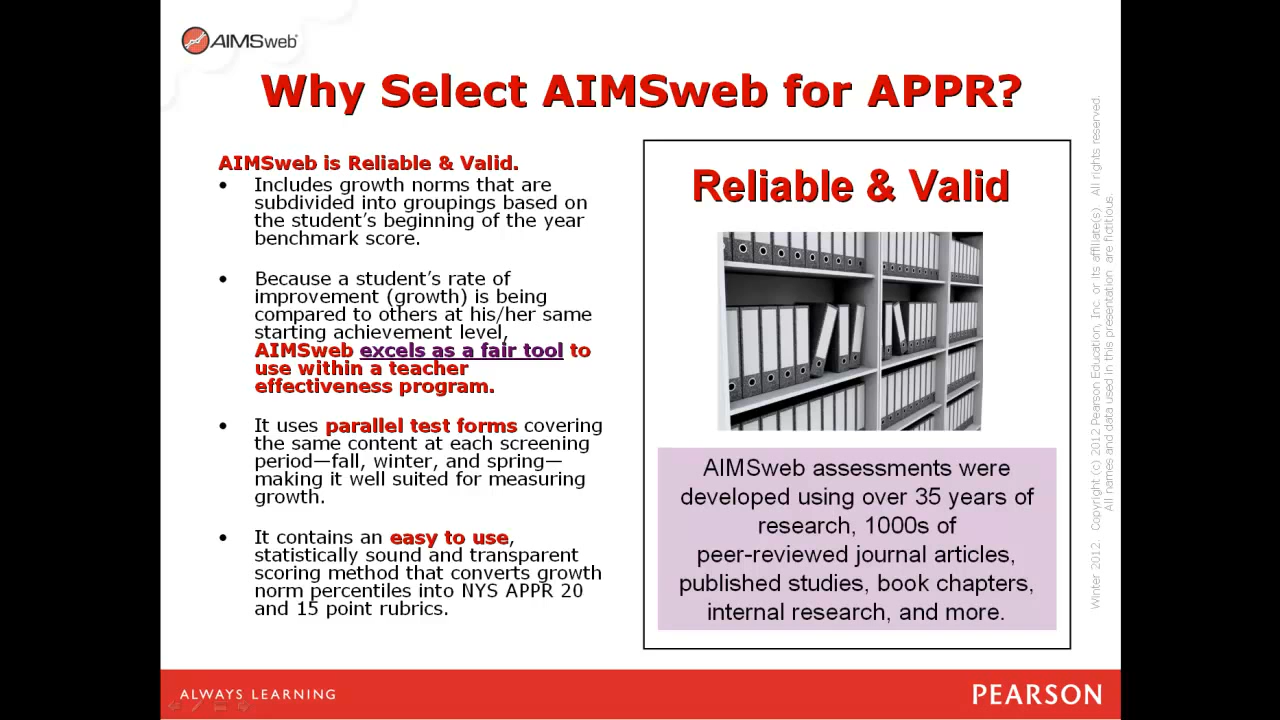 AIMSweb
Why Select AIMSweb for APPR?
AIMSweb is Reliable & Valid.
• Includes growth norms that are
subdivided into groupings based on
the student's beginning of the year
benchmark score.
• Because a student's rate of
improvement (growth) is being
compared to others at his/her same
starting achievement level,
AIMSweb excels as a fair tool to
use within a teacher
effectiveness program.
• It uses parallel test forms covering
the same content at each screening
period—fall, winter, and spring—
making it well suited for measuring
growth.
• It contains an easy to use,
statistically sound and transparent
scoring method that converts growth
norm percentiles into NYS APPR 20
and 15 point rubrics.
Reliable & Valid
AIMSweb assessments were
developed using over 35 years of
research, 1000s of
peer-reviewed journal articles,
published studies, book chapters,
internal research, and more.
Winter 2012. Copyright (c) 2012 Pearson Education, Inc. or its affiliate(s). All rights reserved.
All names and data used in this presentation are fictitious.
ALWAYS LEARNING
PEARSON